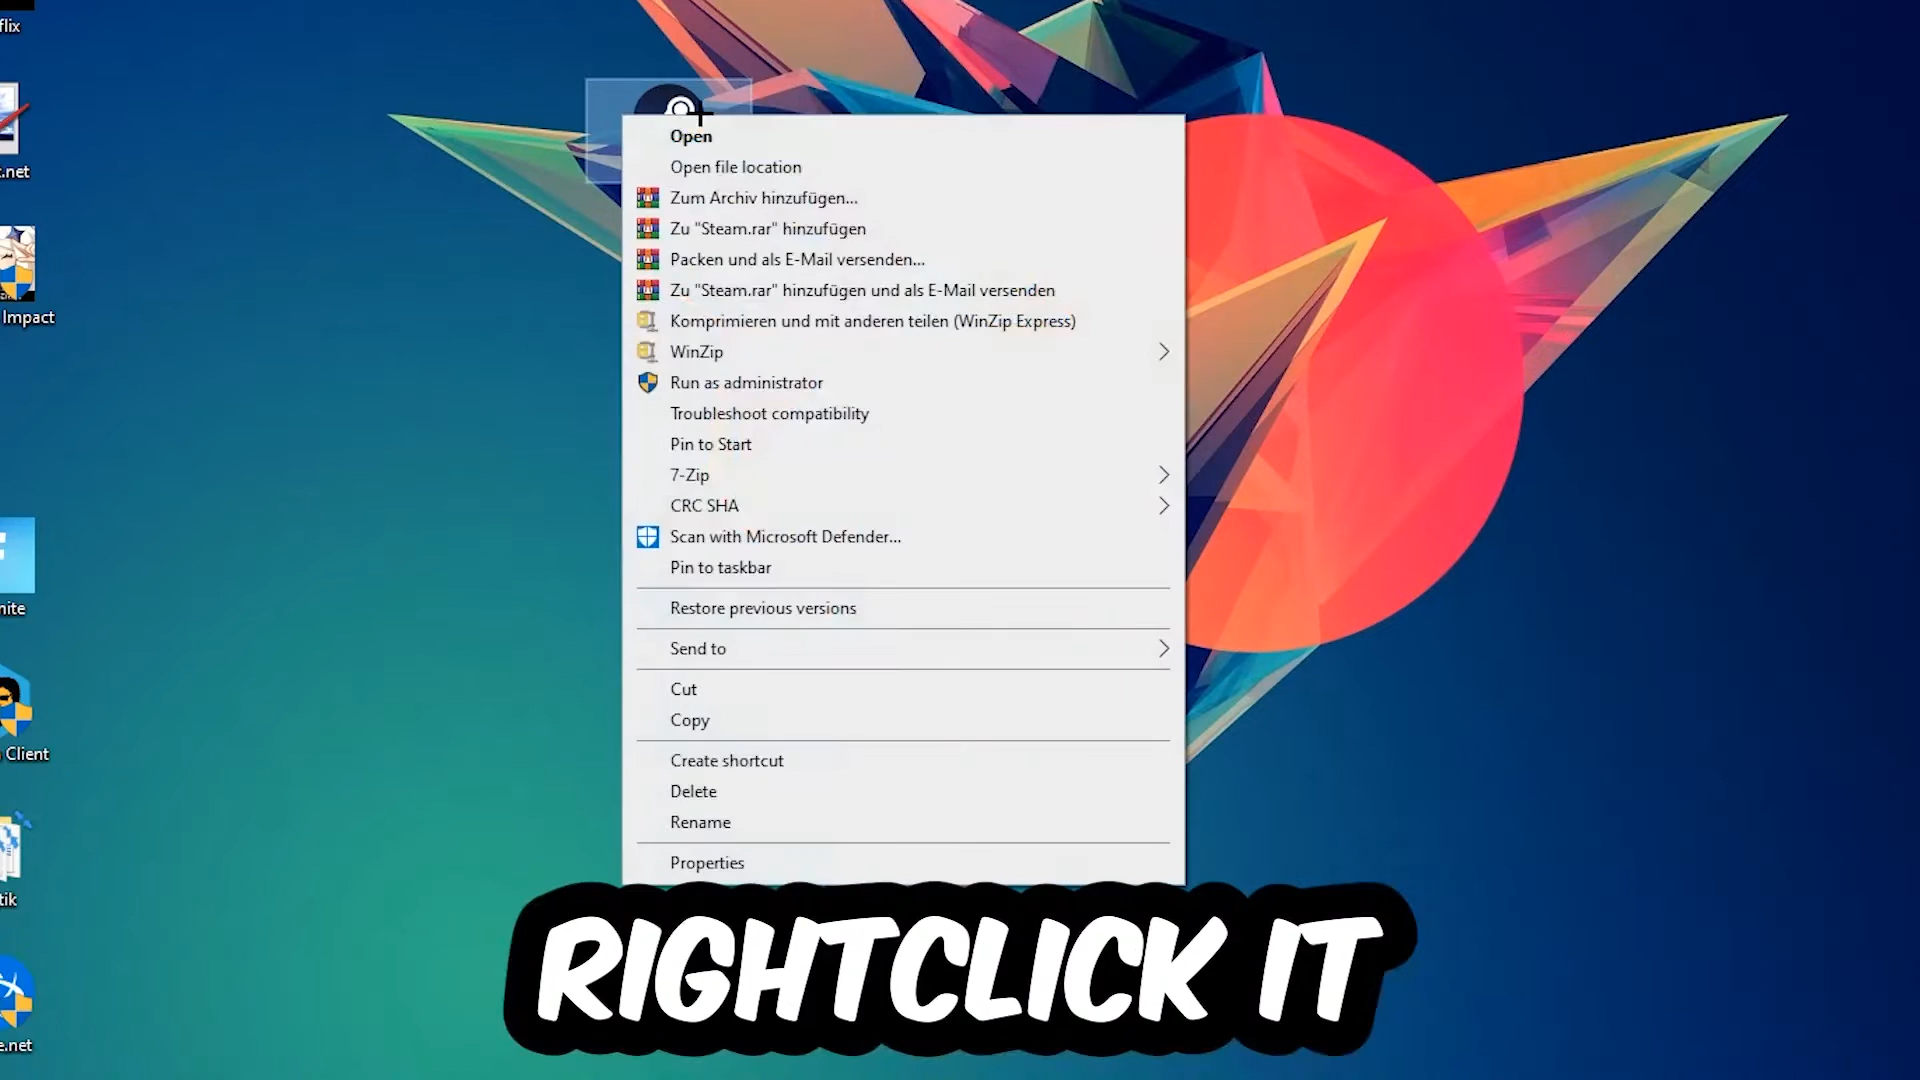 flix
.net
Impact
nite
Client
tik
e.net
Open
Open file location
Zum Archiv hinzufügen...
Zu "Steam.rar" hinzufügen
Packen und als E-Mail versenden...
Zu "Steam.rar" hinzufügen und als E-Mail versenden
Komprimieren und mit anderen teilen (WinZip Express)
WinZip
Run as administrator
Troubleshoot compatibility
Pin to Start
7-Zip
CRC SHA
Scan with Microsoft Defender...
Pin to taskbar
Restore previous versions
Send to
Cut
Copy
Create shortcut
Delete
Rename
Properties
RIGHTCLICK IT